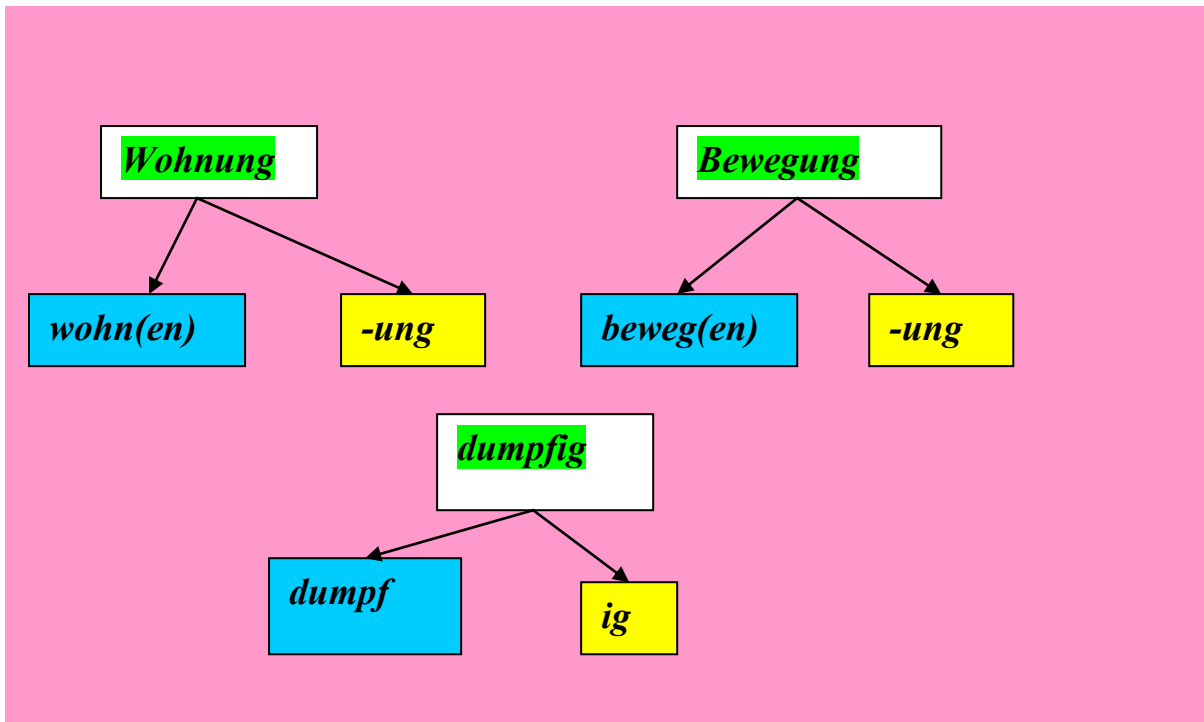 Wohnung
Bewegung
wohn(en)
-ung
beweg(en)
-ung
dumpfig
dumpf
ig